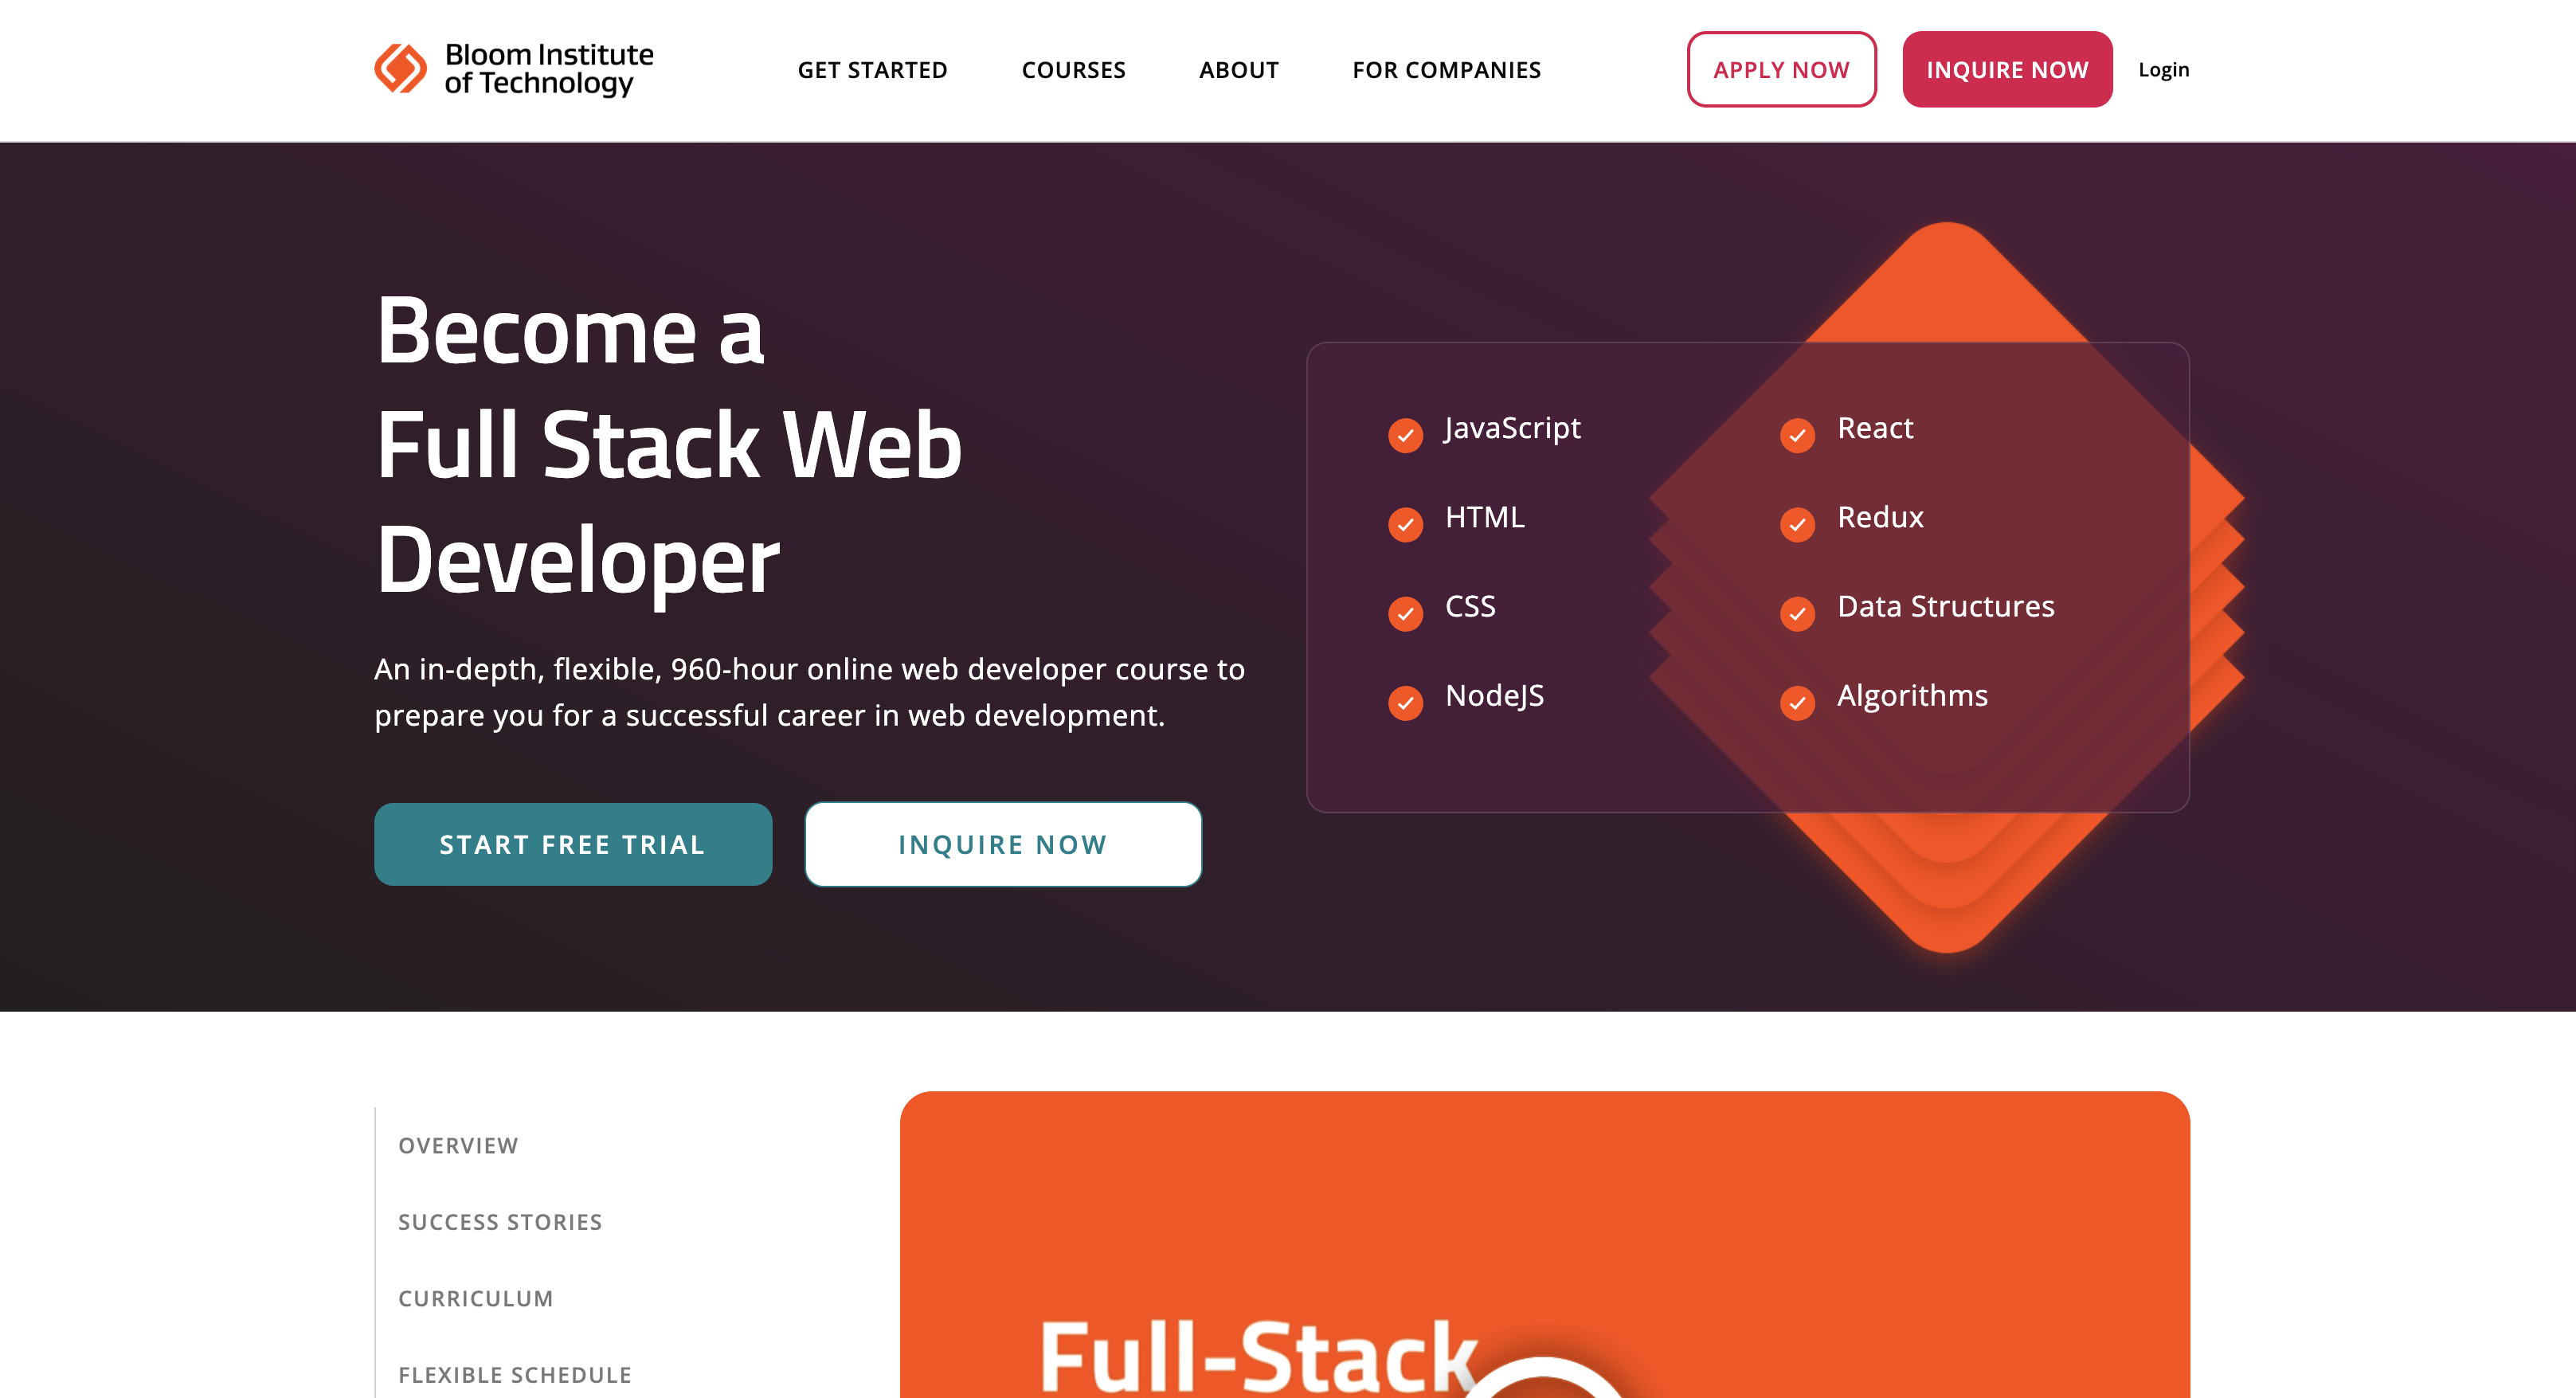 Bloom Institute
of Technology
GET STARTED
COURSES
ABOUT
FOR COMPANIES
APPLY NOW
INQUIRE NOW
Login
Become a
Full Stack Web
Developer
An in-depth, flexible, 960-hour online web developer course to
prepare you for a successful career in web development.
START FREE TRIAL
INQUIRE NOW
JavaScript
HTML
CSS
NodeJS
React
Redux
Data Structures
Algorithms
OVERVIEW
SUCCESS STORIES
CURRICULUM
FLEXIBLE SCHEDULE
Full-Stack